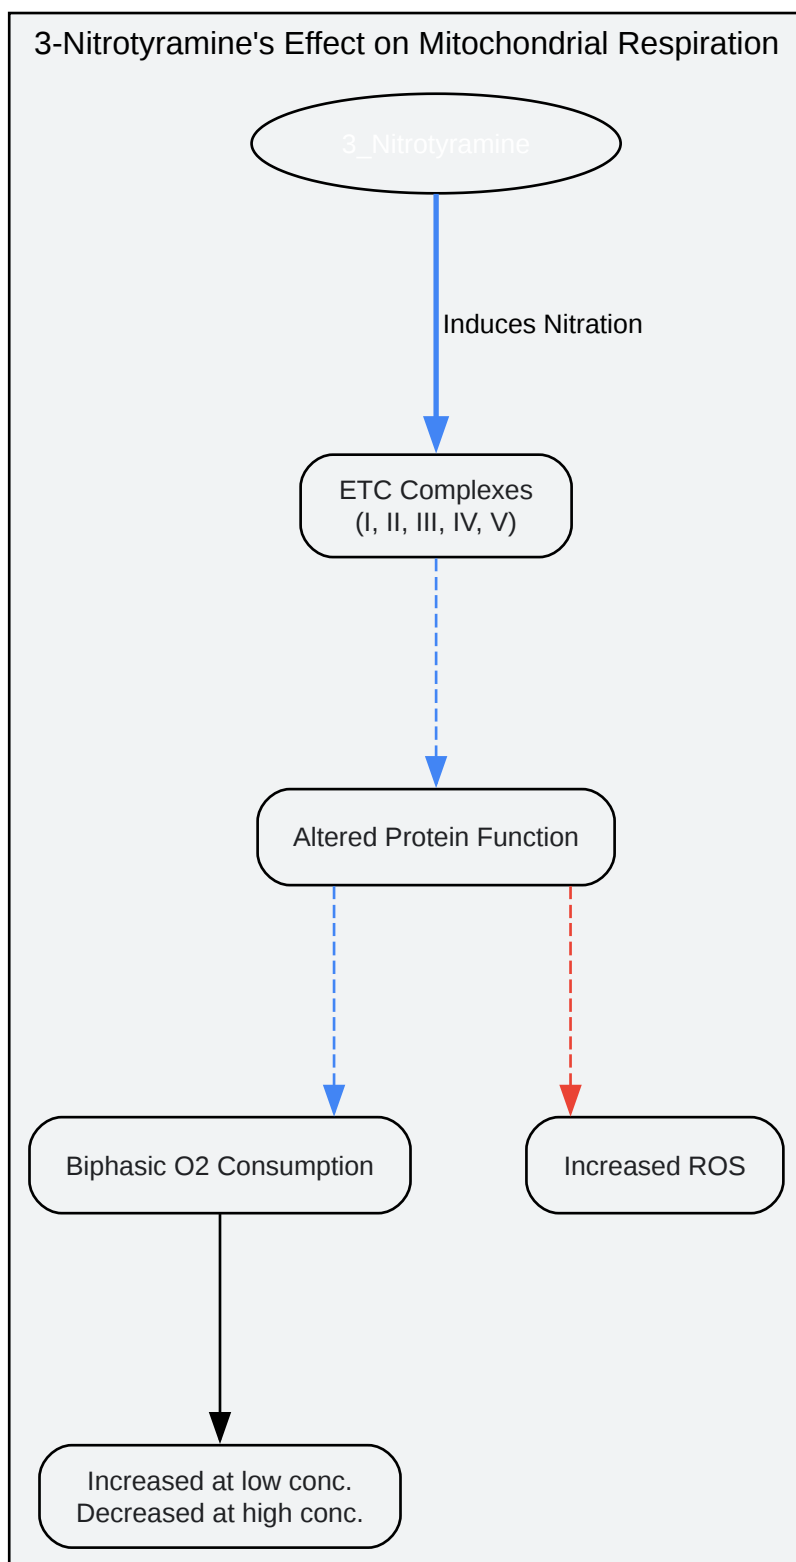 3-Nitrotyramine's Effect on Mitochondrial Respiration
3_Nitrotyramine
Induces Nitration
ETC Complexes
(I, II, III, IV, V)
Altered Protein Function
Biphasic O2 Consumption
Increased ROS
Increased at low conc.
Decreased at high conc.